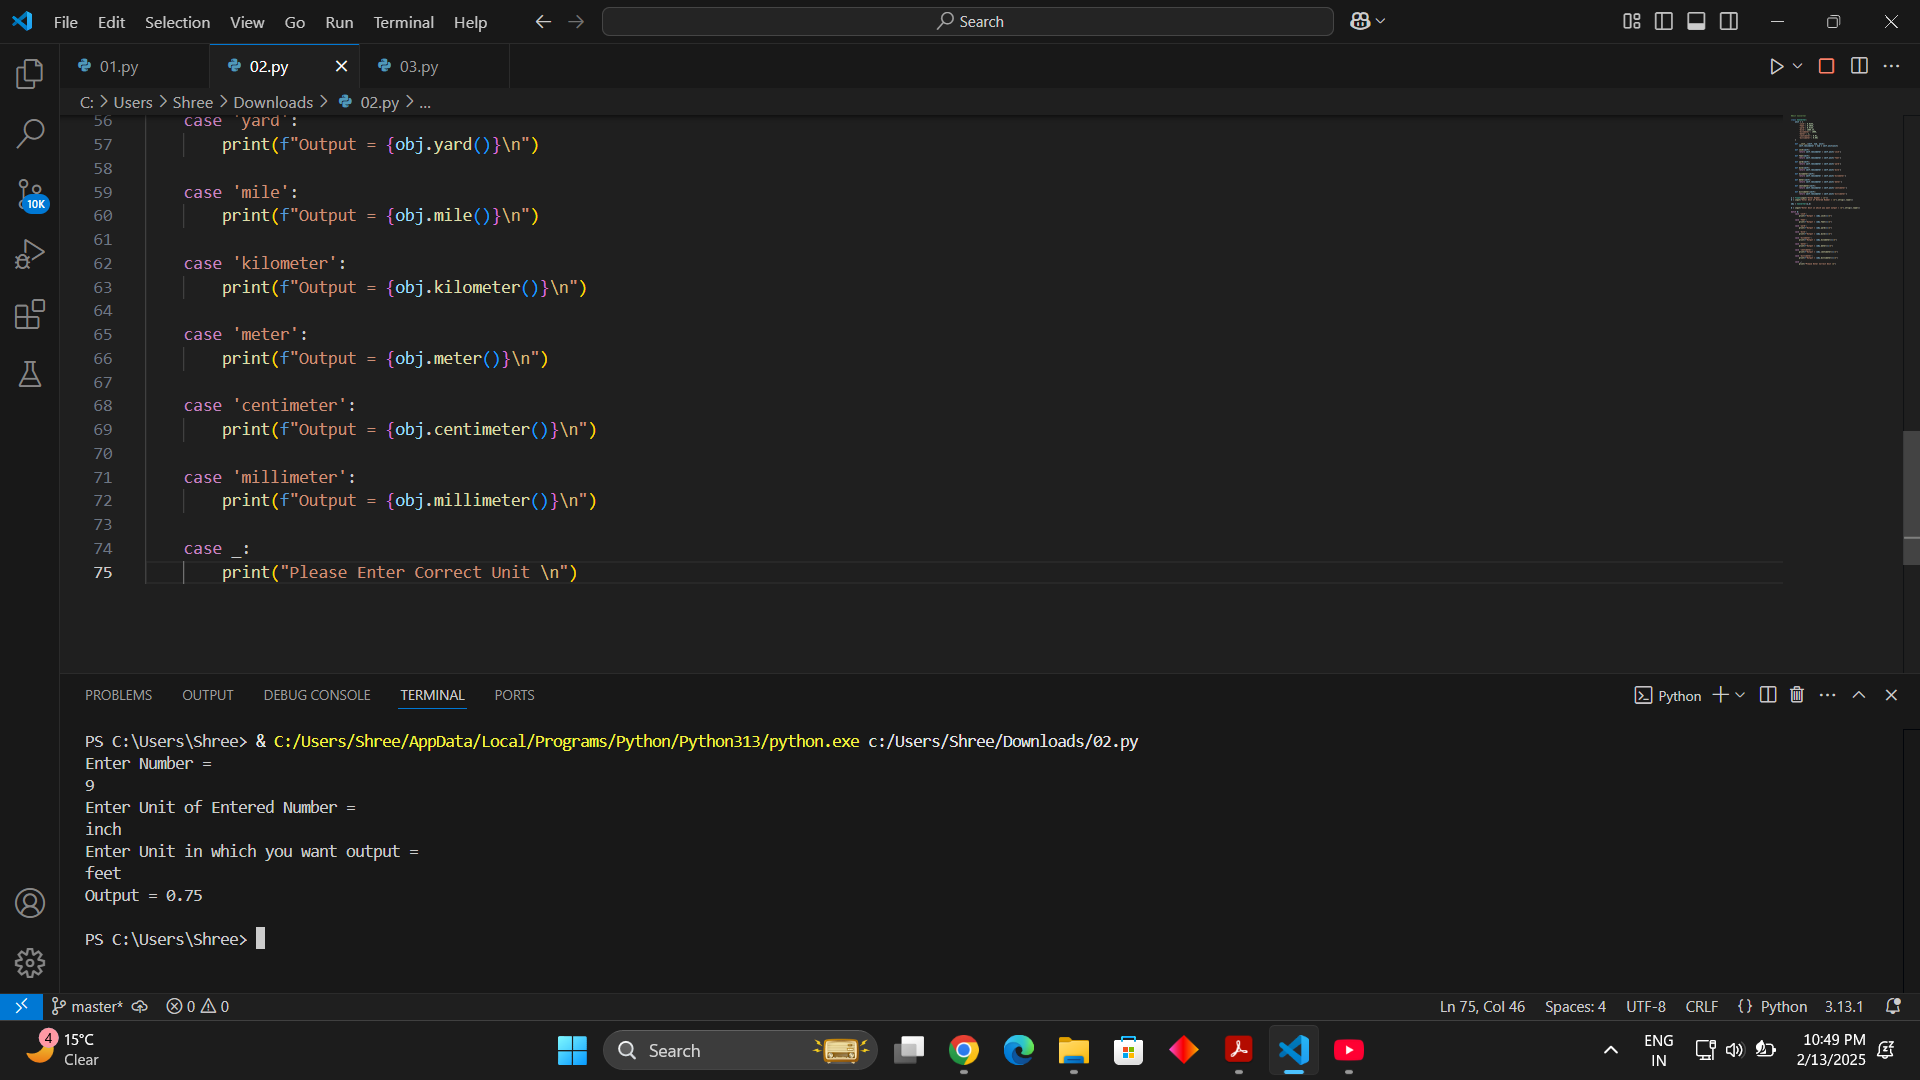 File Edit Selection View Go Run Terminal Help
Search
01.py
02.py
03.py
C: > Users > Shree > Downloads > 02.py > ...
56 case 'yard':
57 print(f"Output = {obj.yard()}\n")
58
59 case 'mile':
60 print(f"Output = {obj.mile()}\n")
61
62 case 'kilometer':
63 print(f"Output = {obj.kilometer()}\n")
64
65 case 'meter':
66 print(f"Output = {obj.meter()}\n")
67
68 case 'centimeter':
69 print(f"Output = {obj.centimeter()}\n")
70
71 case 'millimeter':
72 print(f"Output = {obj.millimeter()}\n")
73
74 case _:
75 print("Please Enter Correct Unit \n")
10K
PROBLEMS OUTPUT DEBUG CONSOLE TERMINAL PORTS
Python
PS C:\Users\Shree> & C:/Users/Shree/AppData/Local/Programs/Python/Python313/python.exe c:/Users/Shree/Downloads/02.py
Enter Number =
9
Enter Unit of Entered Number =
inch
Enter Unit in which you want output =
feet
Output = 0.75
PS C:\Users\Shree>
master* 0 0
Ln 75, Col 46 Spaces: 4 UTF-8 CRLF {} Python 3.13.1
4
15°C
Clear
Search
ENG
IN
10:49 PM
2/13/2025